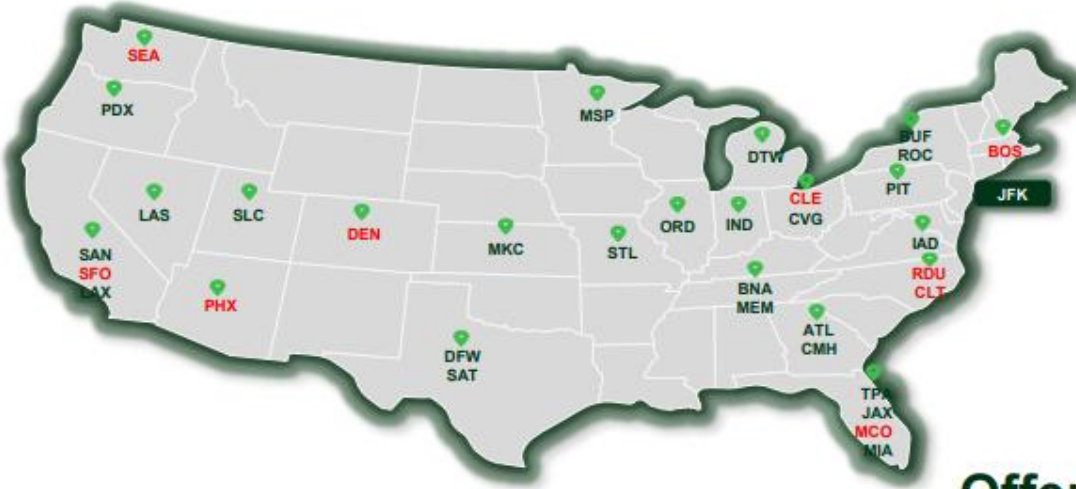 SEA
PDX
MSP
DTW
BUF
ROC
BOS
PIT
JFK
LAS
SLC
DEN
MKC
STL
ORD
IND
CLE
CVG
IAD
SAN
SFO
LAX
PHX
RDU
CLT
BNA
MEM
ATL
CMH
DFW
SAT
TPA
JAX
MCO
MIA